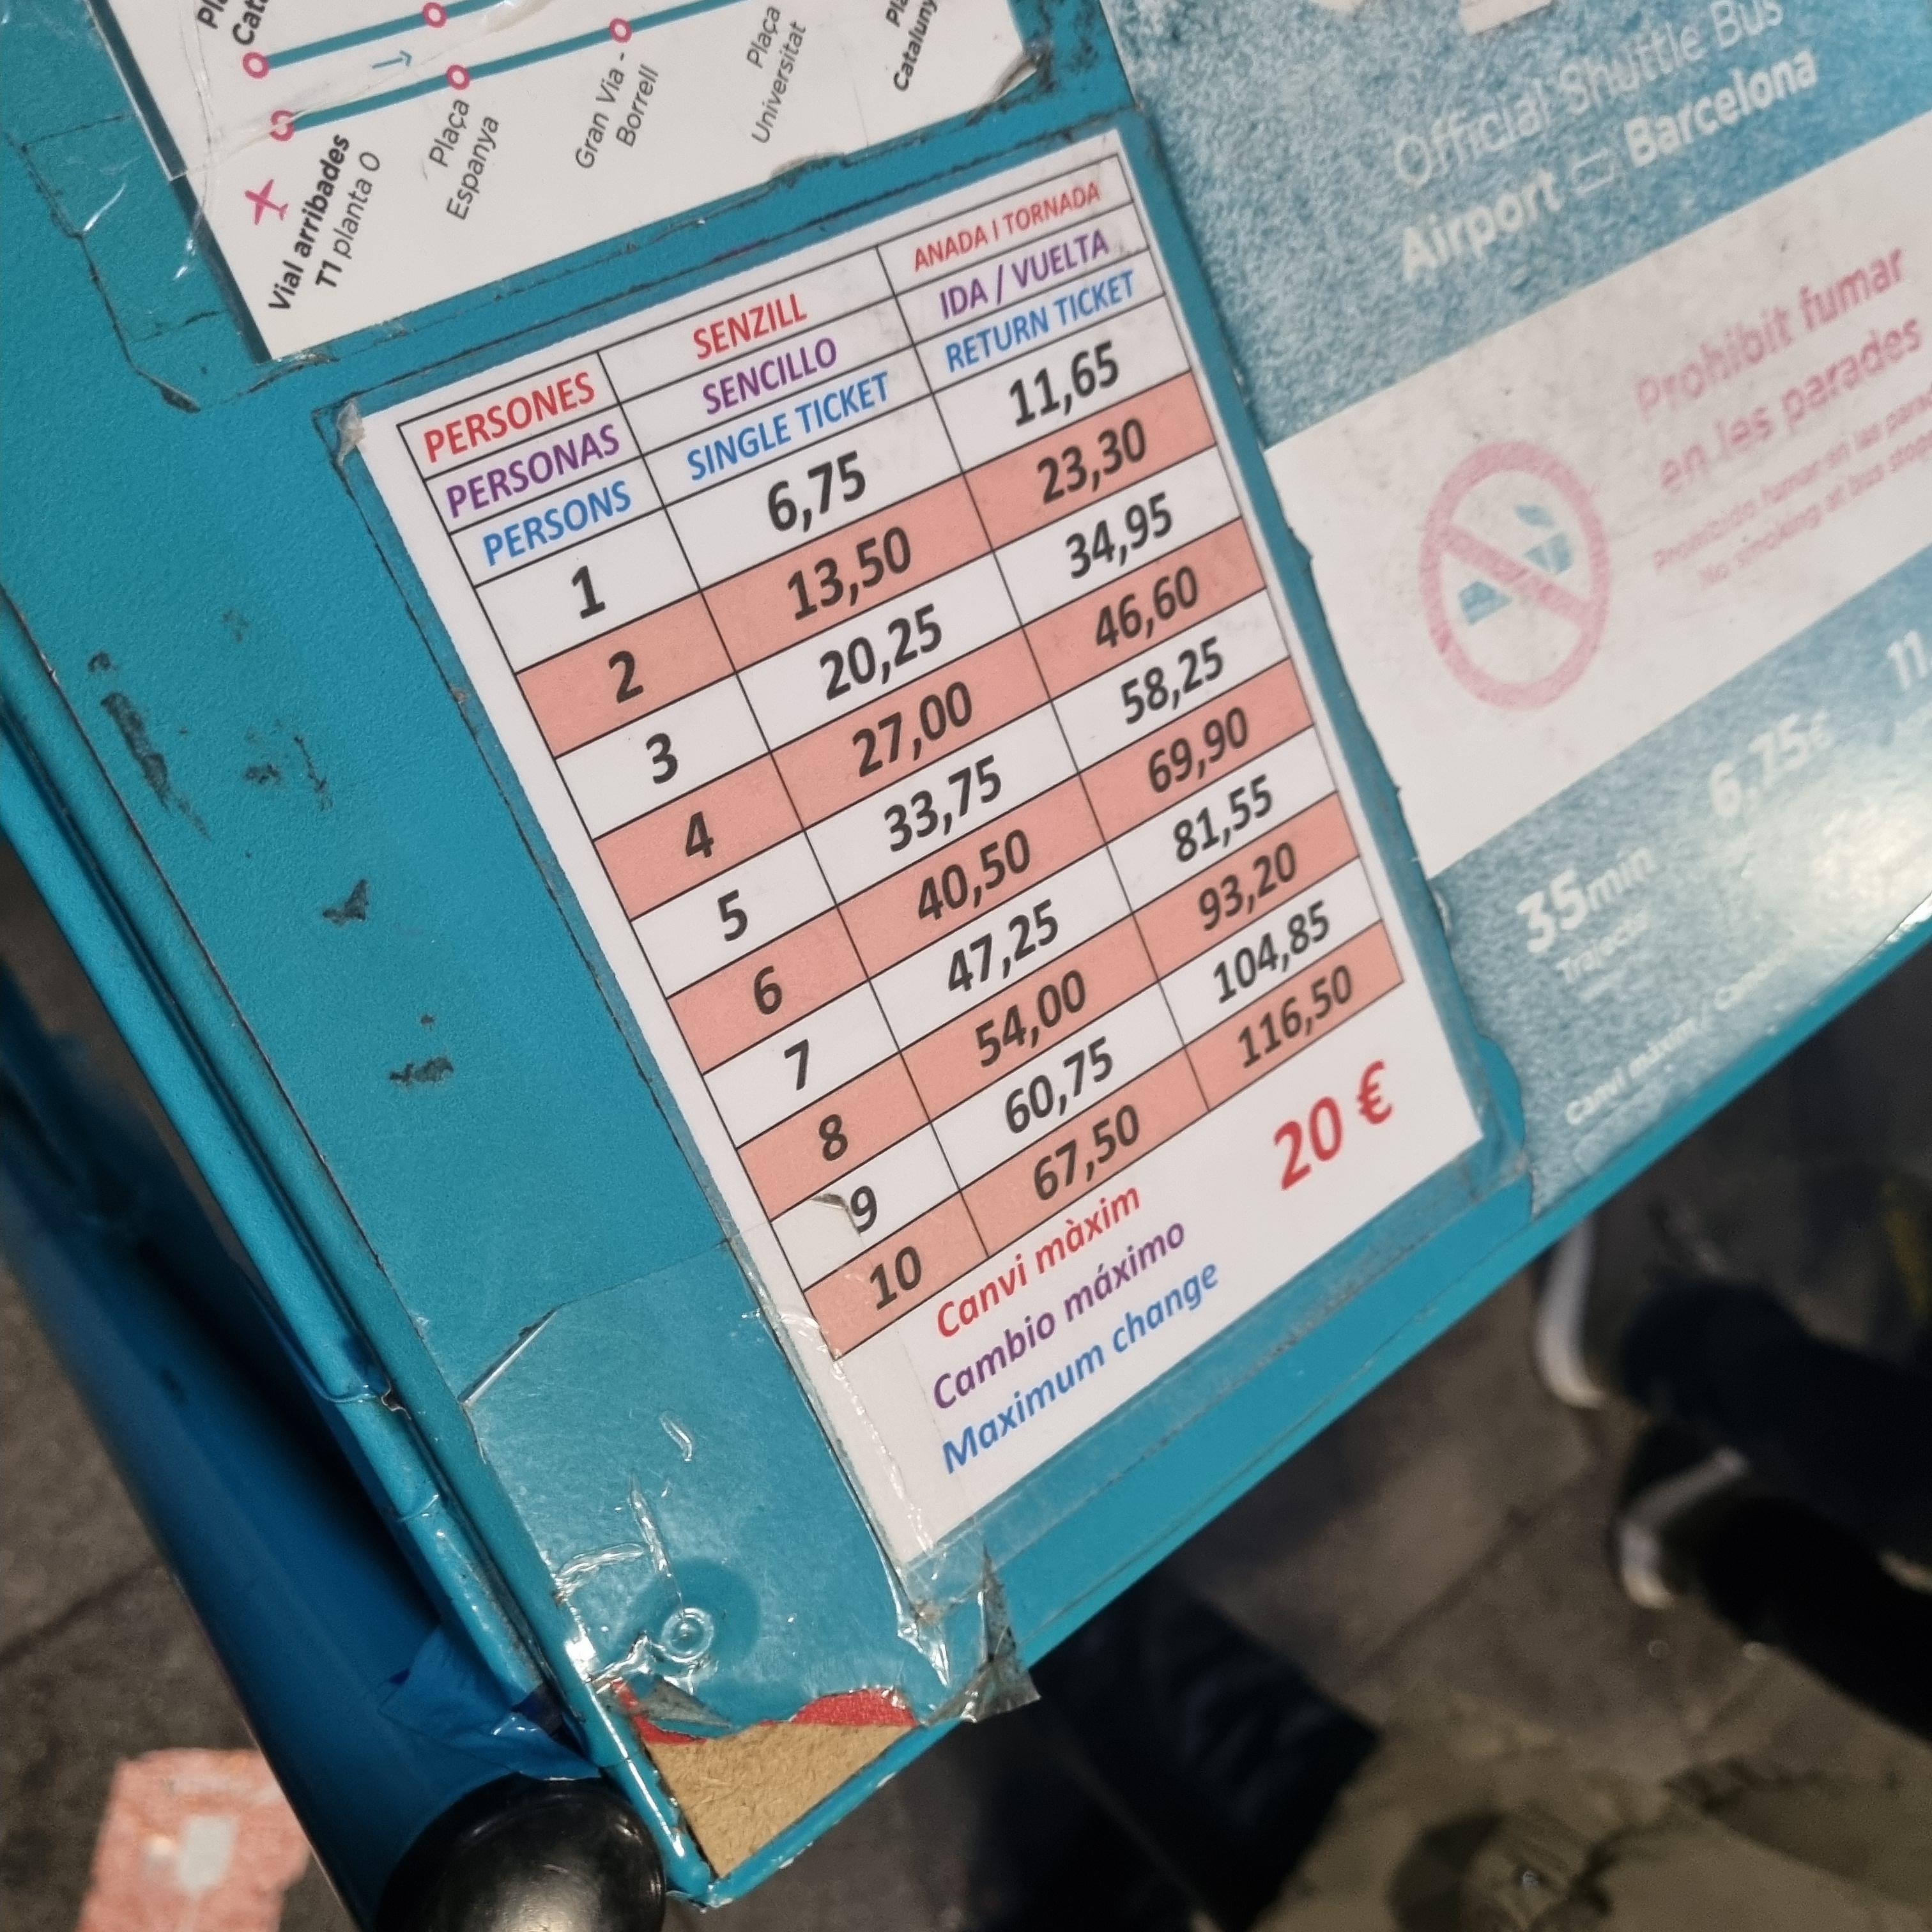 Vial arribades
T1 planta 0
Plaça
Espanya
Gran Via -
Borrell
Plaça
Universitat
Official Shuttle Bus
Airport Barcelona
Prohibit fumar
en les parades
35min
Trajecte
6,75€
11
PERSONES SENZILL ANADA I TORNADA
PERSONAS SENCILLO IDA / VUELTA
PERSONS SINGLE TICKET RETURN TICKET
1 6,75 11,65
2 13,50 23,30
3 20,25 34,95
4 27,00 46,60
5 33,75 58,25
6 40,50 69,90
7 47,25 81,55
8 54,00 93,20
9 60,75 104,85
10 67,50 116,50
Canvi màxim 20 €
Cambio máximo
Maximum change